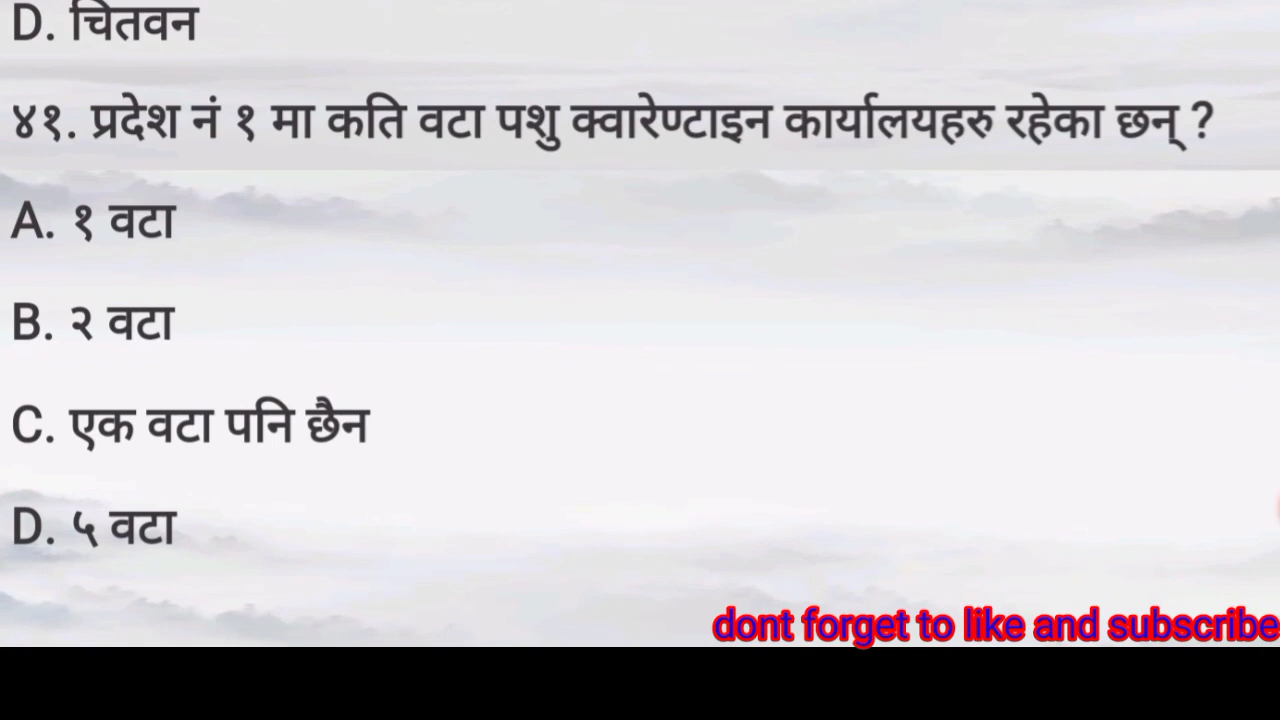 D. चितवन
४१. प्रदेश नं १ मा कति वटा पशु क्वारेण्टाइन कार्यालयहरु रहेका छन् ?
A. १ वटा
B. २ वटा
C. एक वटा पनि छैन
D. ५ वटा
dont forget to like and subscribe